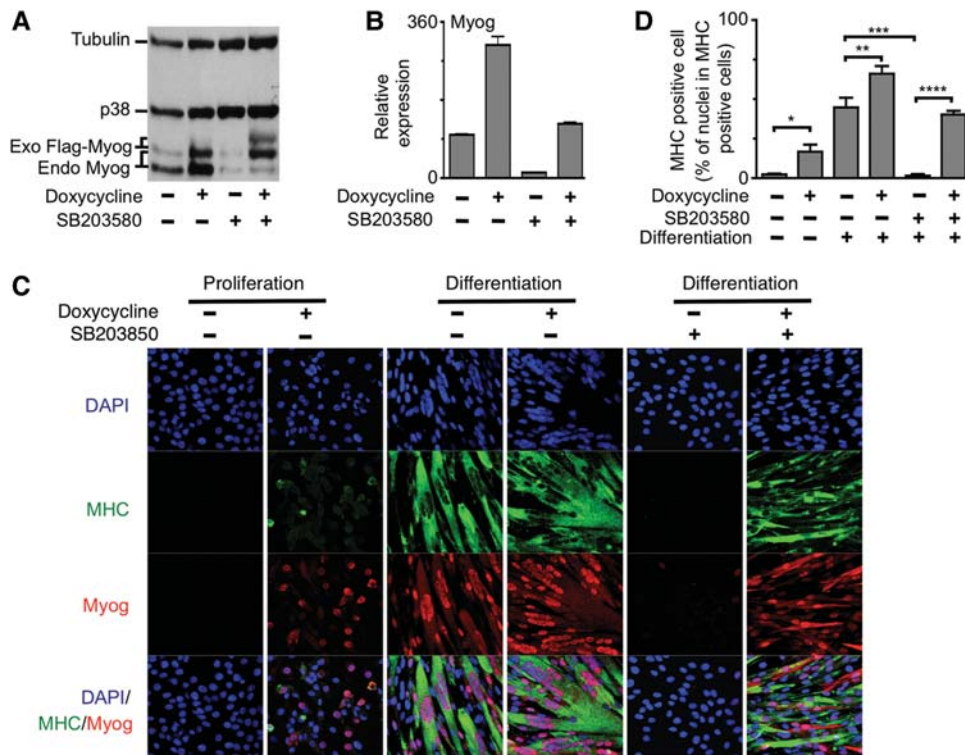 A
Tubulin
p38
Exo Flag-Myog
Endo Myog
Doxycycline - + - +
SB203580 - - + +
B
360
Myog
Relative
expression
0
Doxycycline - + - +
SB203580 - - + +
D
100
MHC positive cell
(% of nuclei in MHC
positive cells)
0
*
**
***
****
Doxycycline - + - + - +
SB203580 - - - - + +
Differentiation - - + + + +
C
Proliferation Differentiation Differentiation
Doxycycline - + - + - +
SB203850 - - - - + +
DAPI
MHC
Myog
DAPI/
MHC/Myog